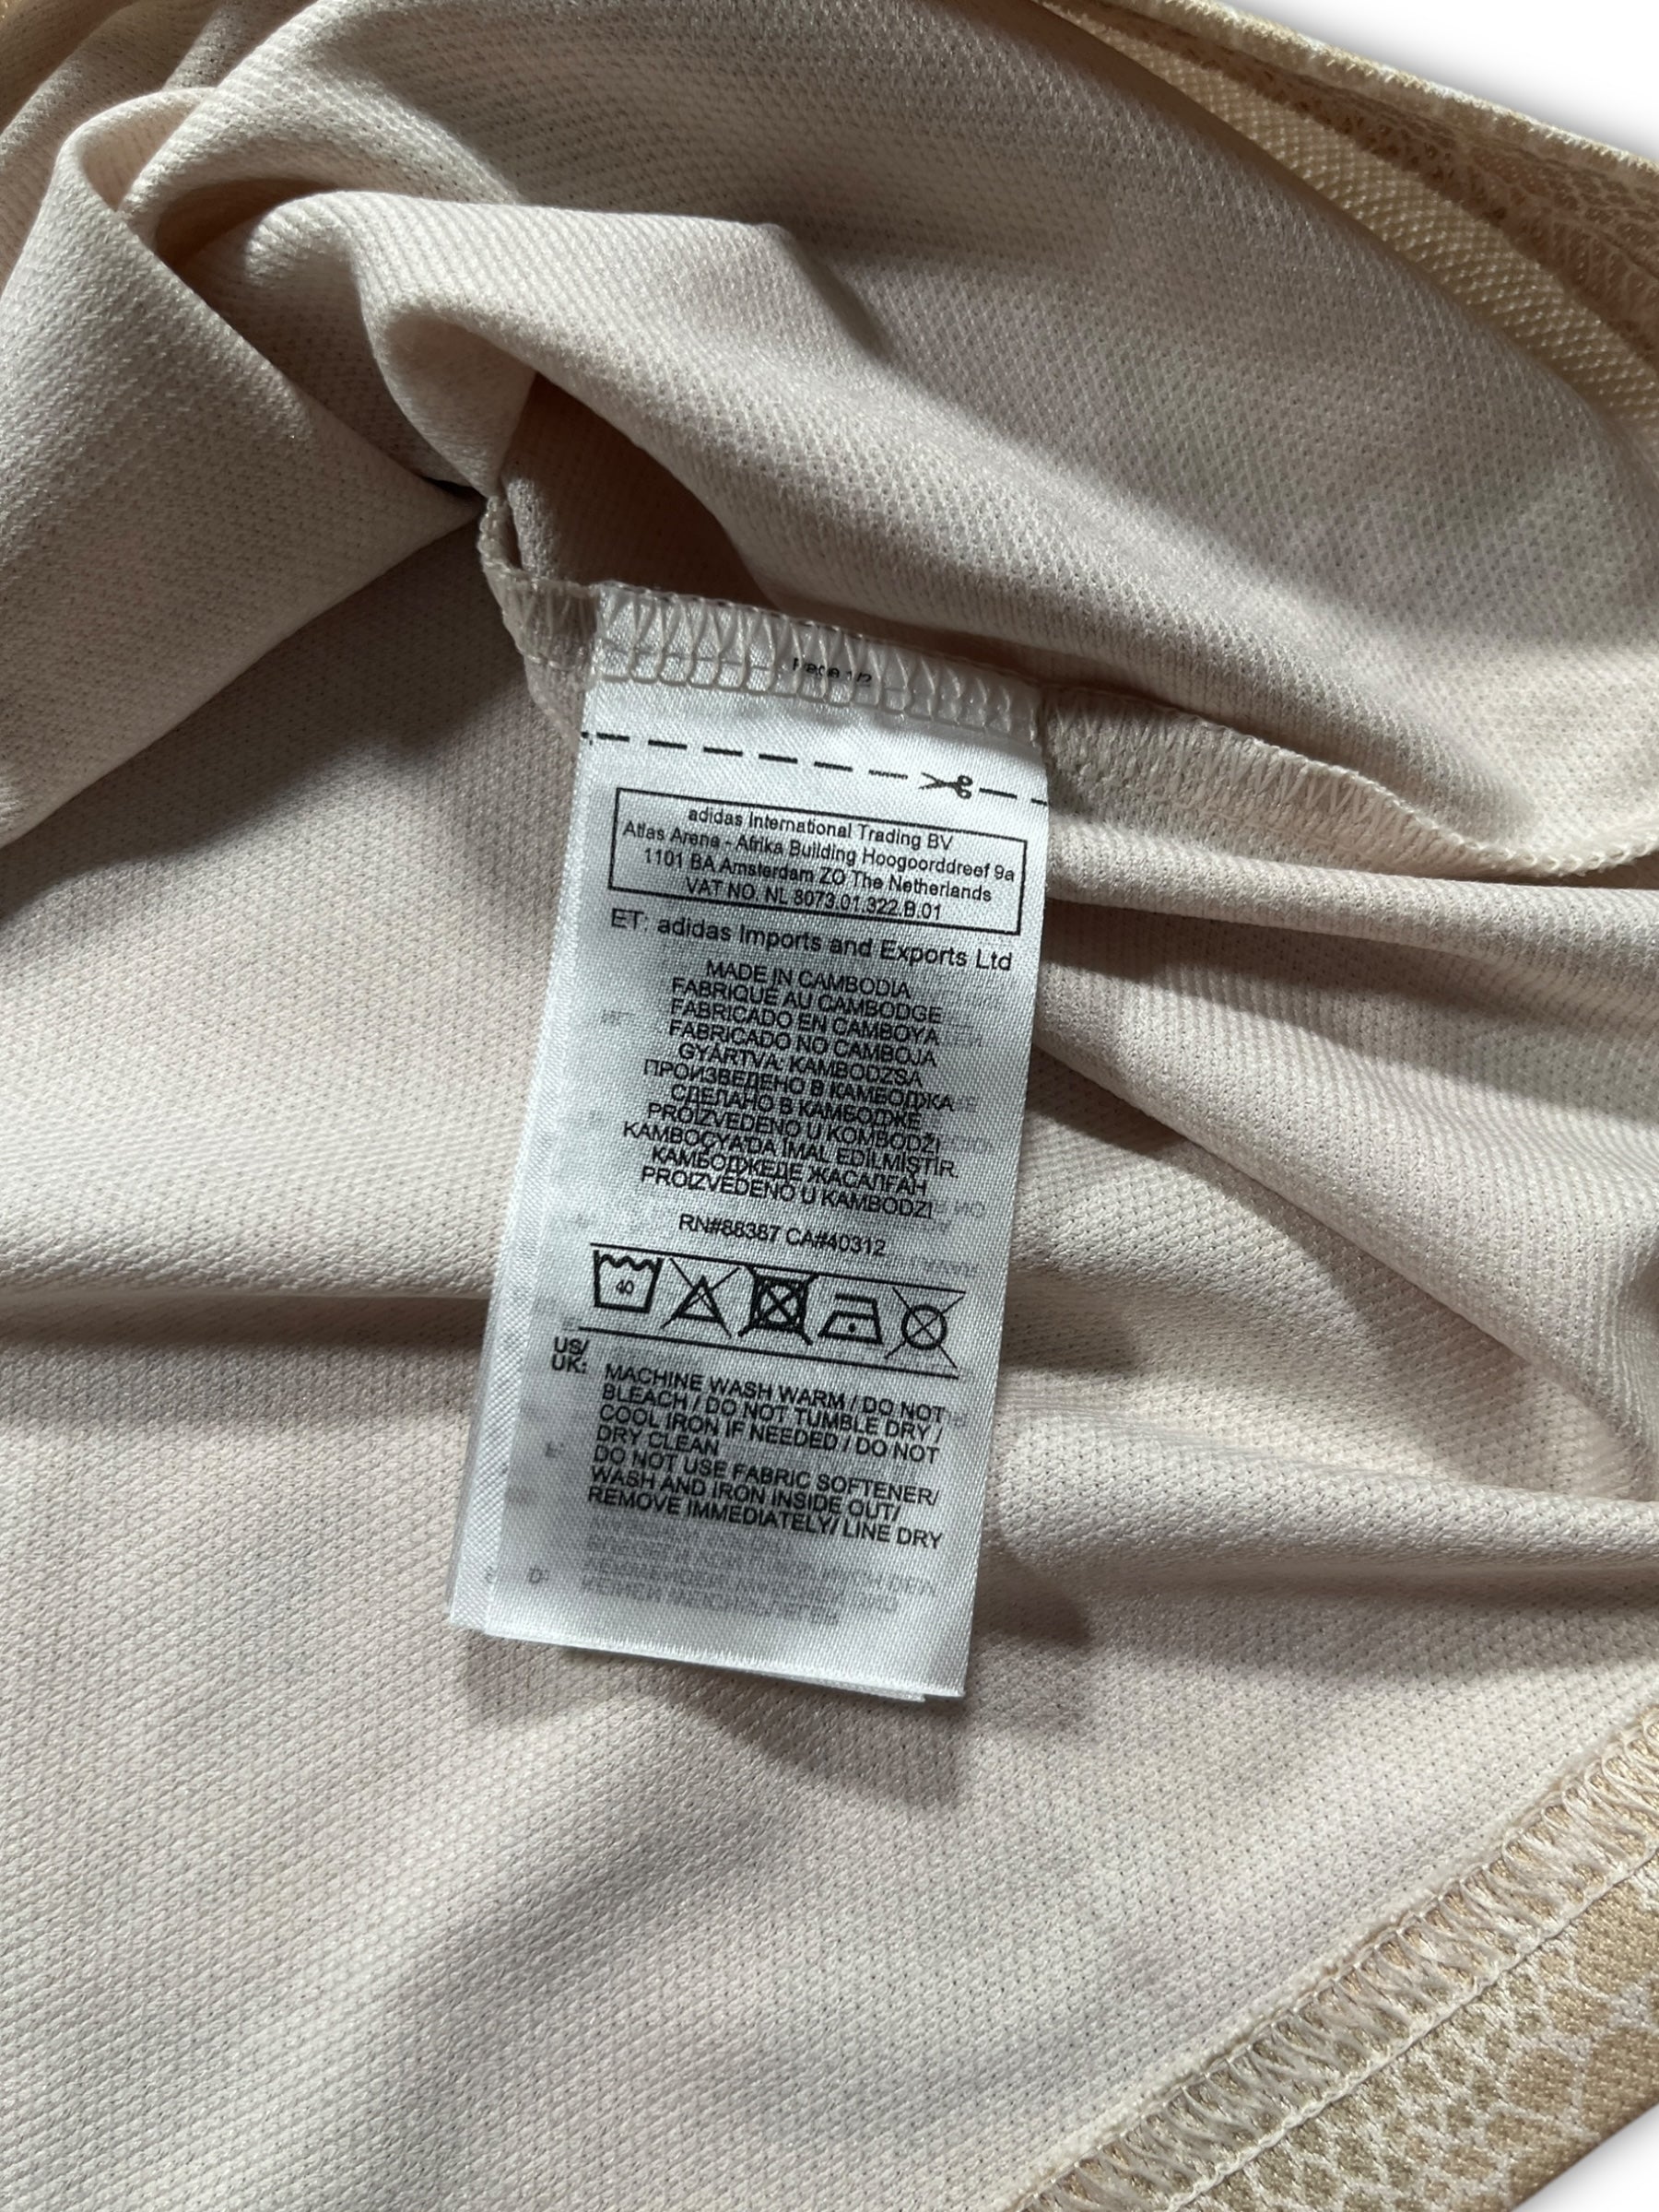 Page 1/2
adidas International Trading BV
Atlas Arena - Afrika Building Hoogoorddreef 9a
1101 BA Amsterdam ZO The Netherlands
VAT NO. NL 8073.01.322.B.01
ET: adidas Imports and Exports Ltd
MADE IN CAMBODIA
FABRIQUÉ AU CAMBODGE
FABRICADO EN CAMBOYA
FABRICADO NO CAMBOJA
GYÁRTVA: KAMBODZSA
ПРОИЗВЕДЕНО В КАМБОДЖА
СДЕЛАНО В КАМБОДЖЕ
PROIZVEDENO U KOMBODŽI
KAMBOÇYA'DA İMAL EDİLMİŞTİR.
КАМБОДЖЕДЕ ЖАСАЛҒАН
PROIZVEDENO U KAMBODŽI
RN#88387 CA#40312
40
US/
UK:
MACHINE WASH WARM / DO NOT
BLEACH / DO NOT TUMBLE DRY /
COOL IRON IF NEEDED / DO NOT
DRY CLEAN
DO NOT USE FABRIC SOFTENER/
WASH AND IRON INSIDE OUT/
REMOVE IMMEDIATELY/ LINE DRY